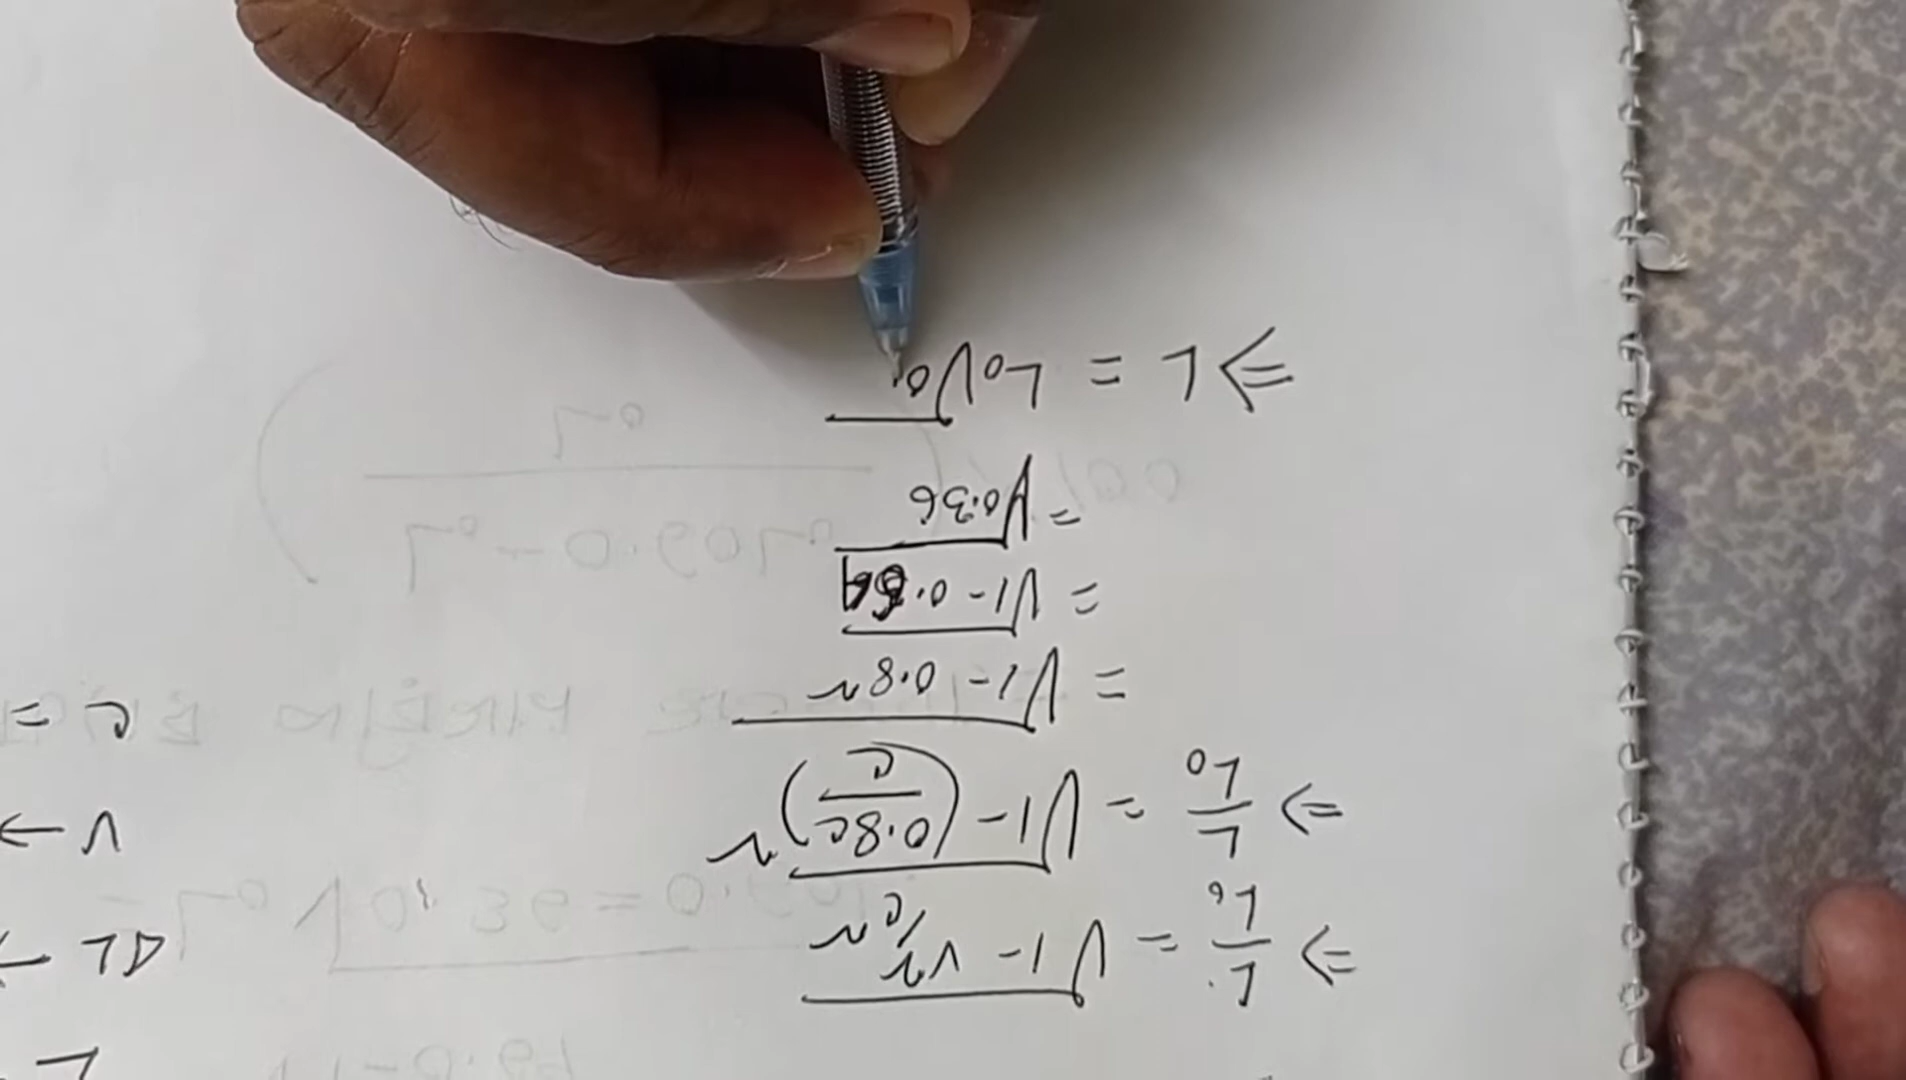 ⇒ L/L₀ = √(1 - v²/c²)
⇒ L/L₀ = √(1 - (0.8c/c)²)
= √(1 - 0.8²)
= √(1 - 0.64)
= √0.36
⇒ L = L₀√0.
L
ΔL →
v →
c =